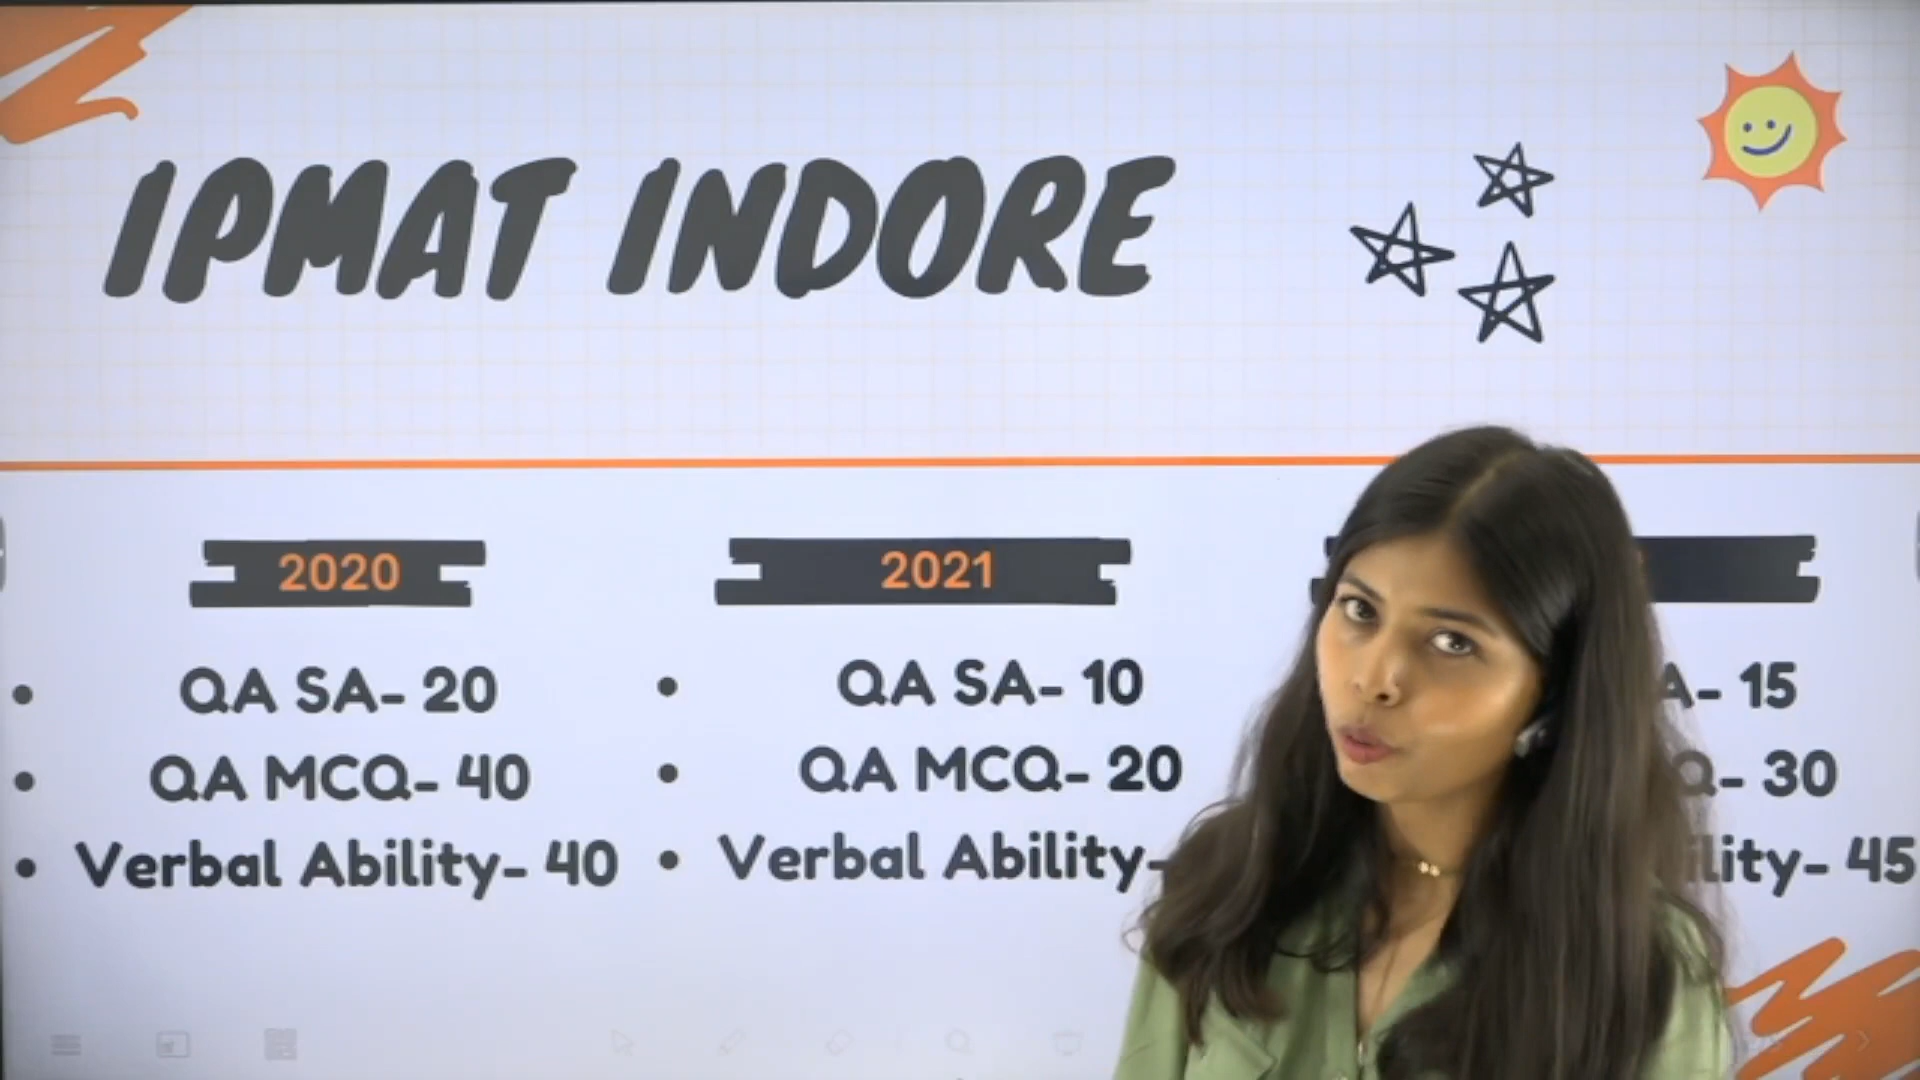 IPMAT INDORE
2020
QA SA- 20
QA MCQ- 40
Verbal Ability- 40
2021
QA SA- 10
QA MCQ- 20
Verbal Ability-
A- 15
Q- 30
ility- 45